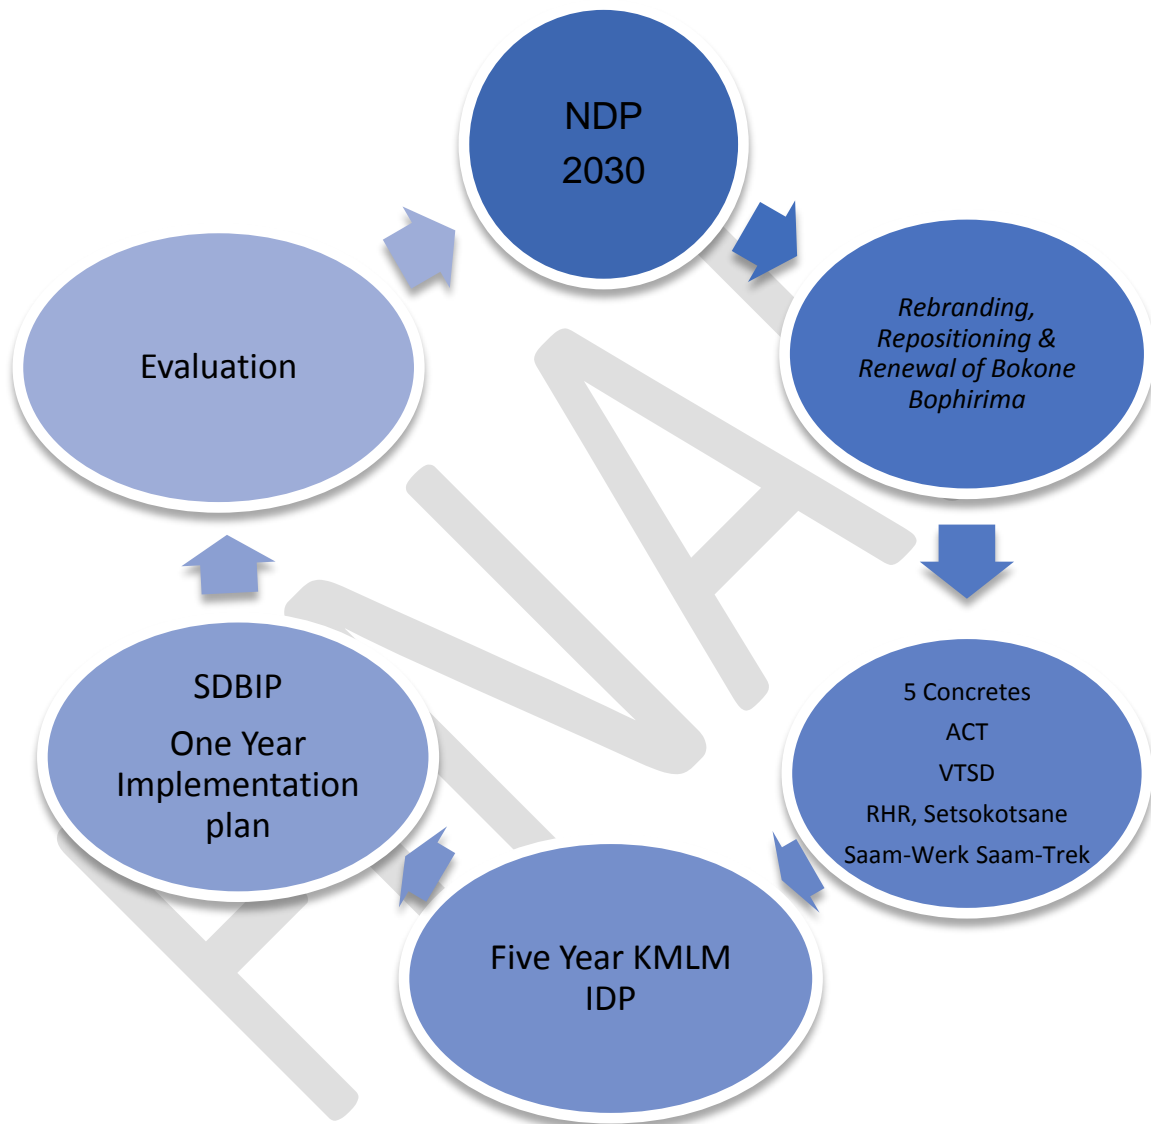 NDP
2030
Rebranding,
Repositioning &
Renewal of Bokone
Bophirima
5 Concretes
ACT
VTSD
RHR, Setsokotsane
Saam-Werk Saam-Trek
Five Year KMLM
IDP
SDBIP
One Year
Implementation
plan
Evaluation